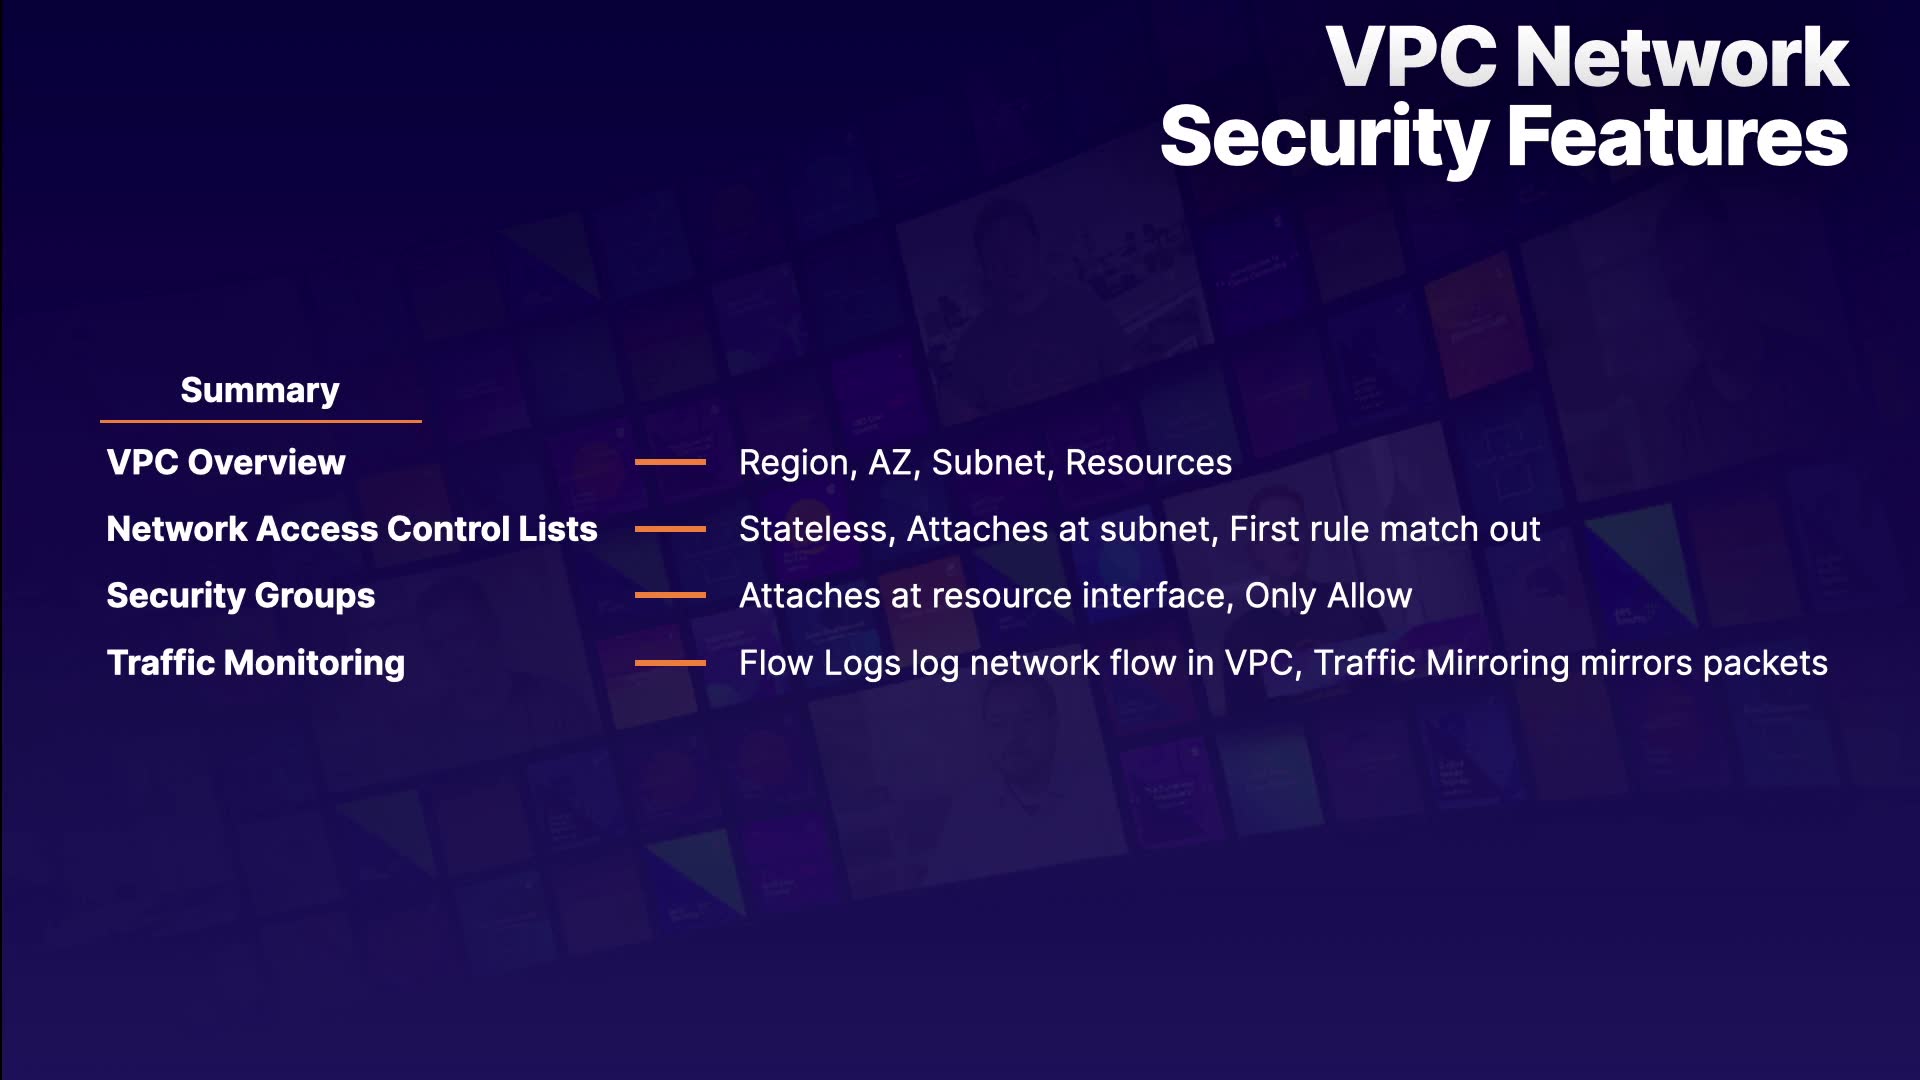 VPC Network
Security Features
Summary
VPC Overview — Region, AZ, Subnet, Resources
Network Access Control Lists — Stateless, Attaches at subnet, First rule match out
Security Groups — Attaches at resource interface, Only Allow
Traffic Monitoring — Flow Logs log network flow in VPC, Traffic Mirroring mirrors packets